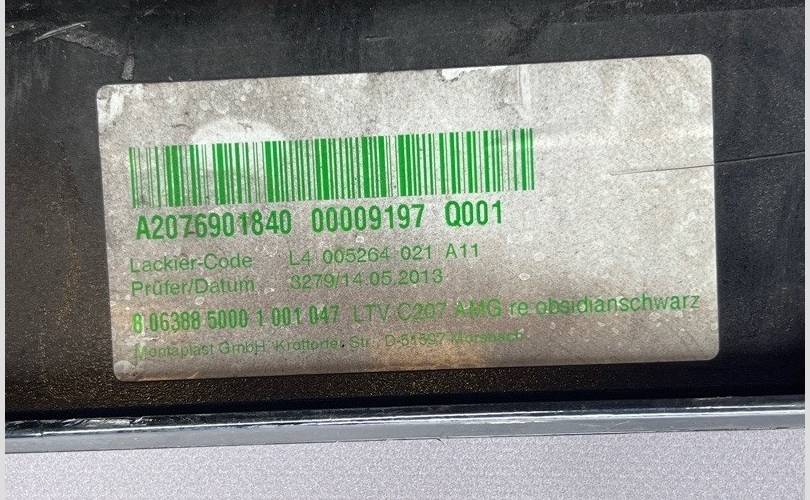 A2076901840 00009197 Q001
Lackier-Code L4 005264 021 A11
Prüfer/Datum 3279/14.05.2013
8.06388 5000 1 001 047 LTV C207 AMG re obsidianschwarz
Montaplast GmbH Krottorfer Str., D-51597 Morsbach